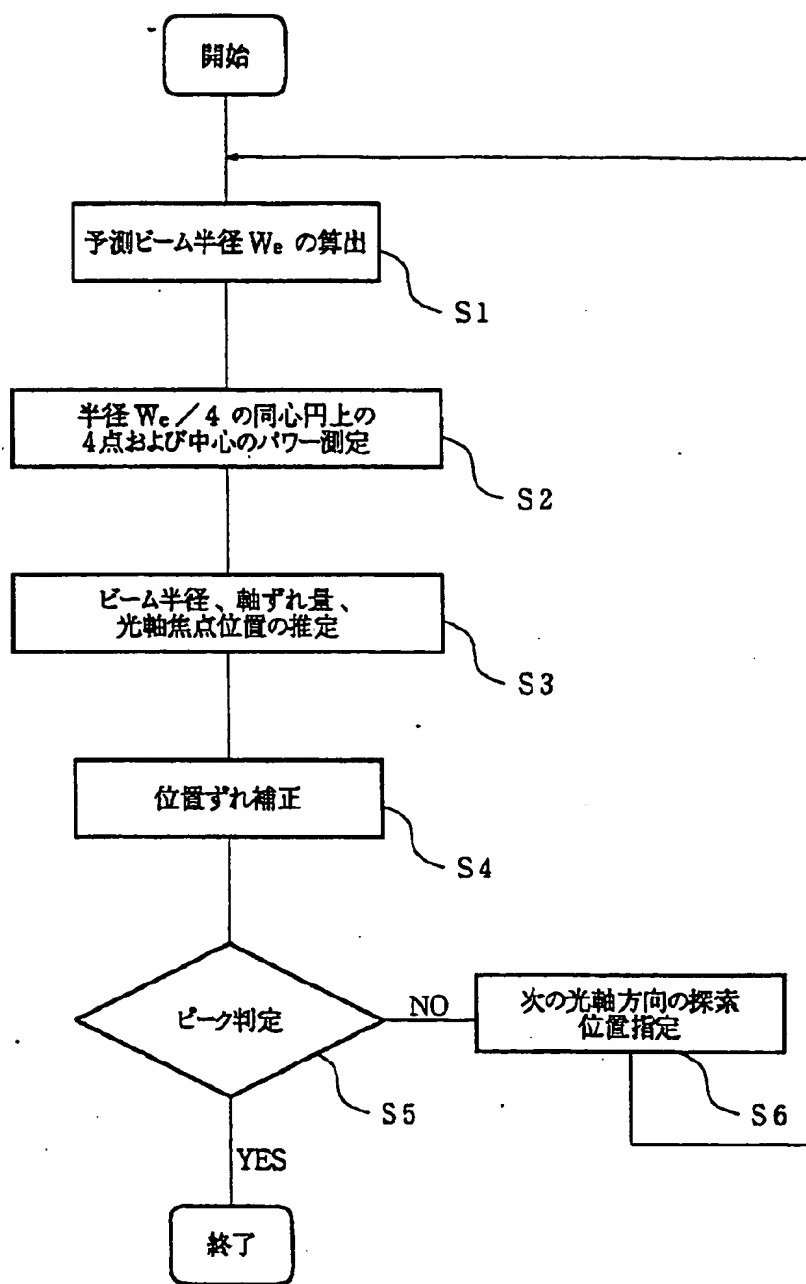 開始
予測ビーム半径We の算出
S1
半径We／4 の同心円上の
4点および中心のパワー測定
S2
ビーム半径、軸ずれ量、
光軸焦点位置の推定
S3
位置ずれ補正
S4
ピーク判定
NO
次の光軸方向の探索
位置指定
S5
S6
YES
終了